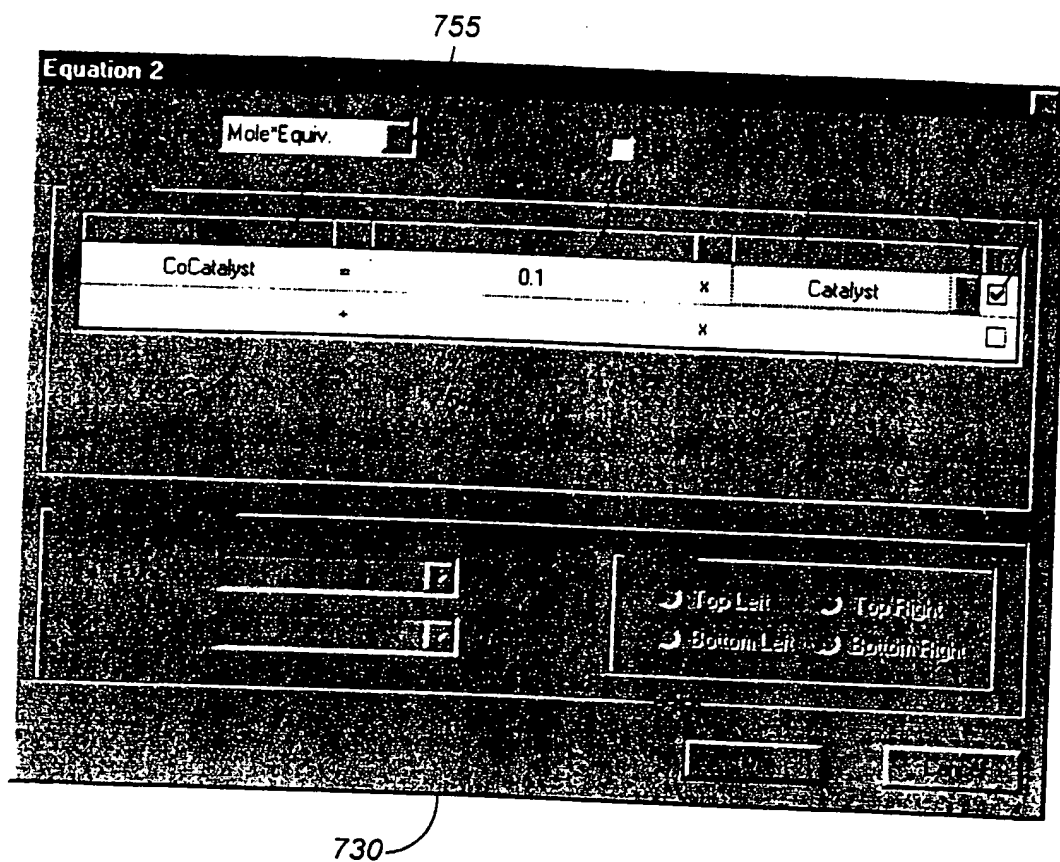 755
Equation 2
Mole*Equiv.
CoCatalyst = 0.1 x Catalyst
+ x
Top Left Top Right
Bottom Left Bottom Right
730